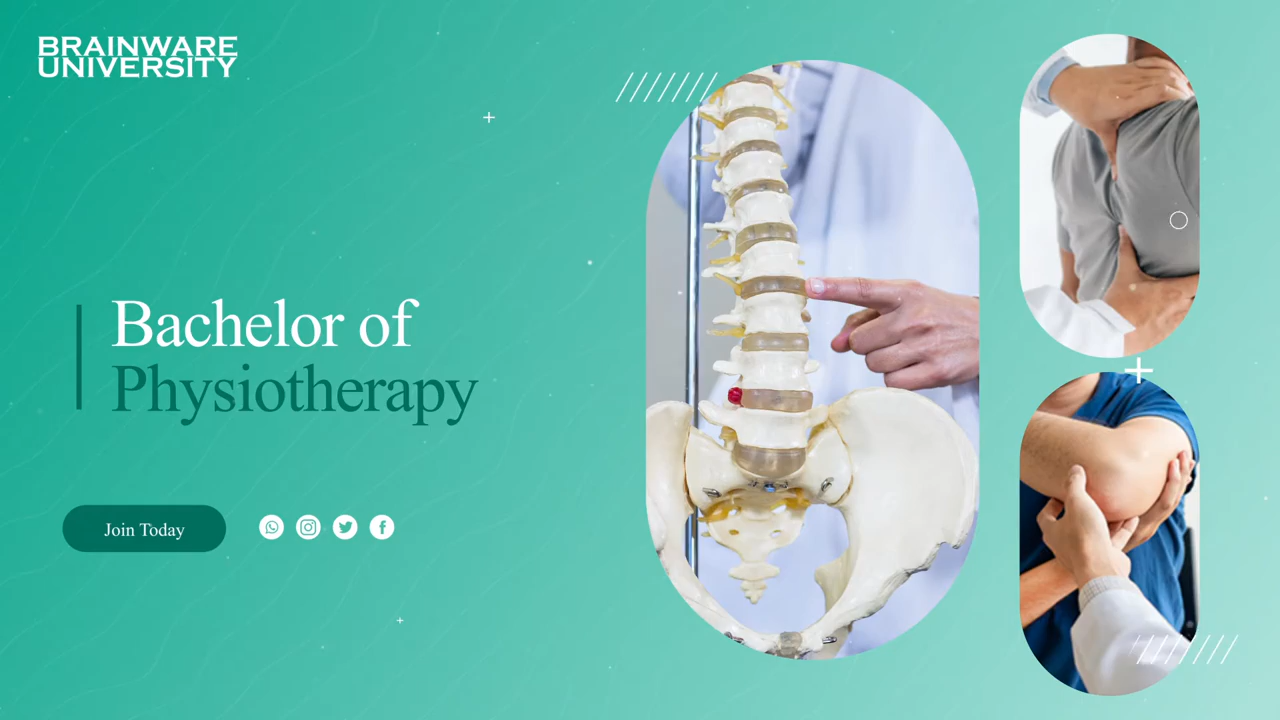 BRAINWARE
UNIVERSITY
Bachelor of
Physiotherapy
Join Today